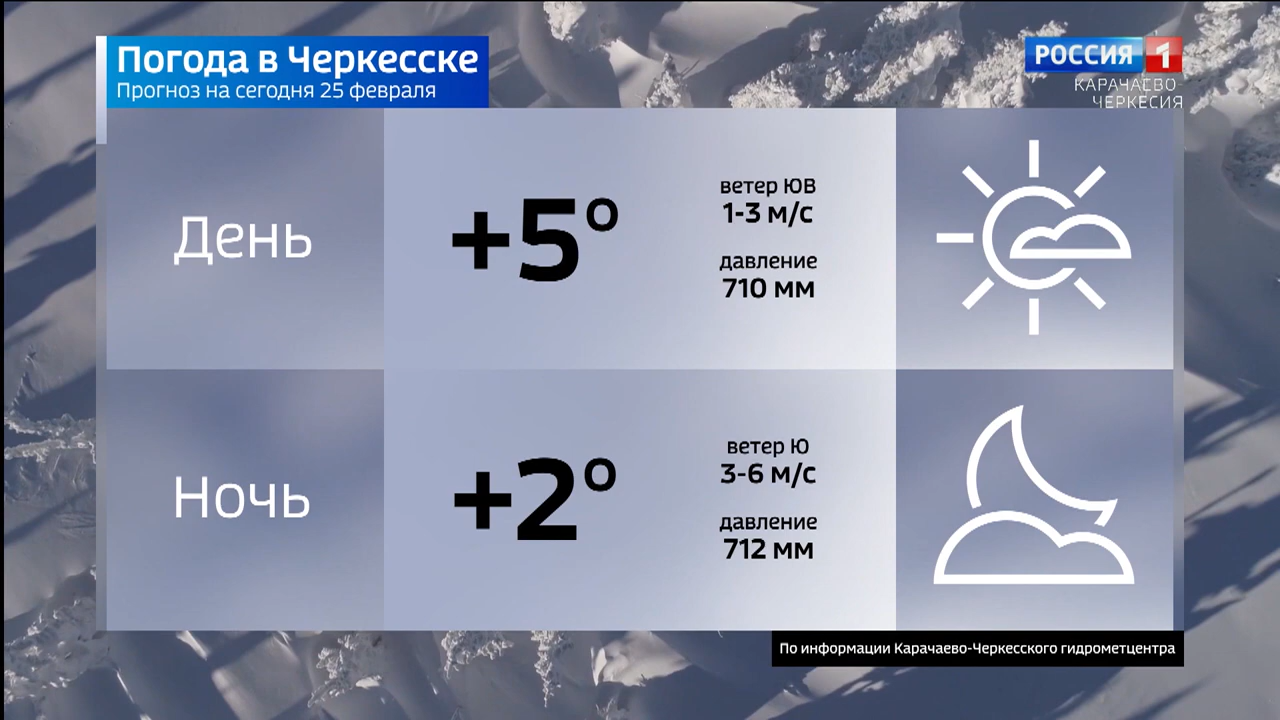 Погода в Черкесске
Прогноз на сегодня 25 февраля
РОССИЯ 1
КАРАЧАЕВО-
ЧЕРКЕСИЯ
День
+5°
ветер ЮВ
1-3 м/с
давление
710 мм
Ночь
+2°
ветер Ю
3-6 м/с
давление
712 мм
По информации Карачаево-Черкесского гидрометцентра